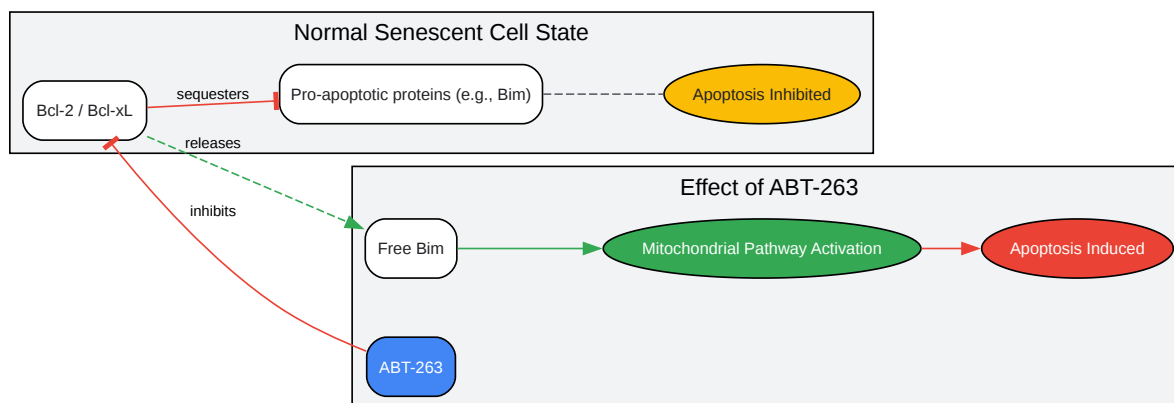 Normal Senescent Cell State
Bcl-2 / Bcl-xL
sequesters
Pro-apoptotic proteins (e.g., Bim)
Apoptosis Inhibited
releases
inhibits
Effect of ABT-263
Free Bim
Mitochondrial Pathway Activation
Apoptosis Induced
ABT-263